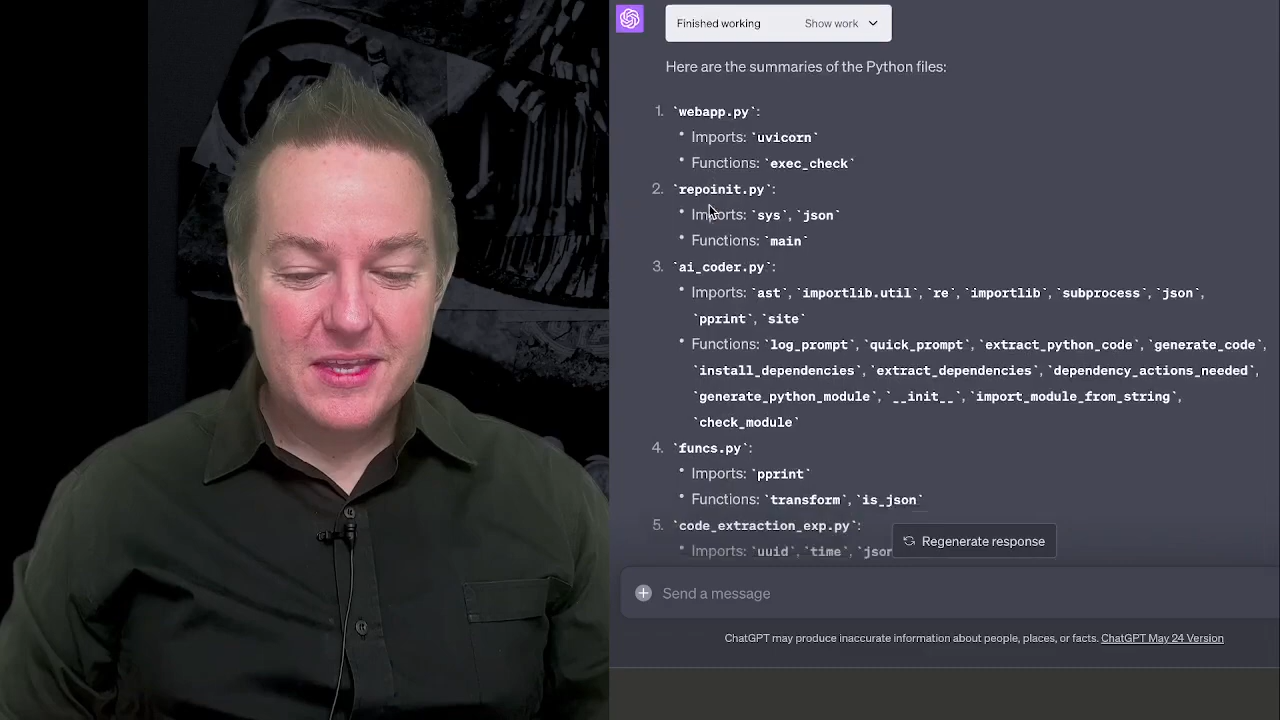 Finished working Show work
Here are the summaries of the Python files:
1. `webapp.py`:
• Imports: `uvicorn`
• Functions: `exec_check`
2. `repoinit.py`:
• Imports: `sys`, `json`
• Functions: `main`
3. `ai_coder.py`:
• Imports: `ast`, `importlib.util`, `re`, `importlib`, `subprocess`, `json`,
`pprint`, `site`
• Functions: `log_prompt`, `quick_prompt`, `extract_python_code`, `generate_code`,
`install_dependencies`, `extract_dependencies`, `dependency_actions_needed`,
`generate_python_module`, `__init__`, `import_module_from_string`,
`check_module`
4. `funcs.py`:
• Imports: `pprint`
• Functions: `transform`, `is_json`
5. `code_extraction_exp.py`:
• Imports: `uuid`, `time`, `json
Regenerate response
Send a message
ChatGPT may produce inaccurate information about people, places, or facts. ChatGPT May 24 Version